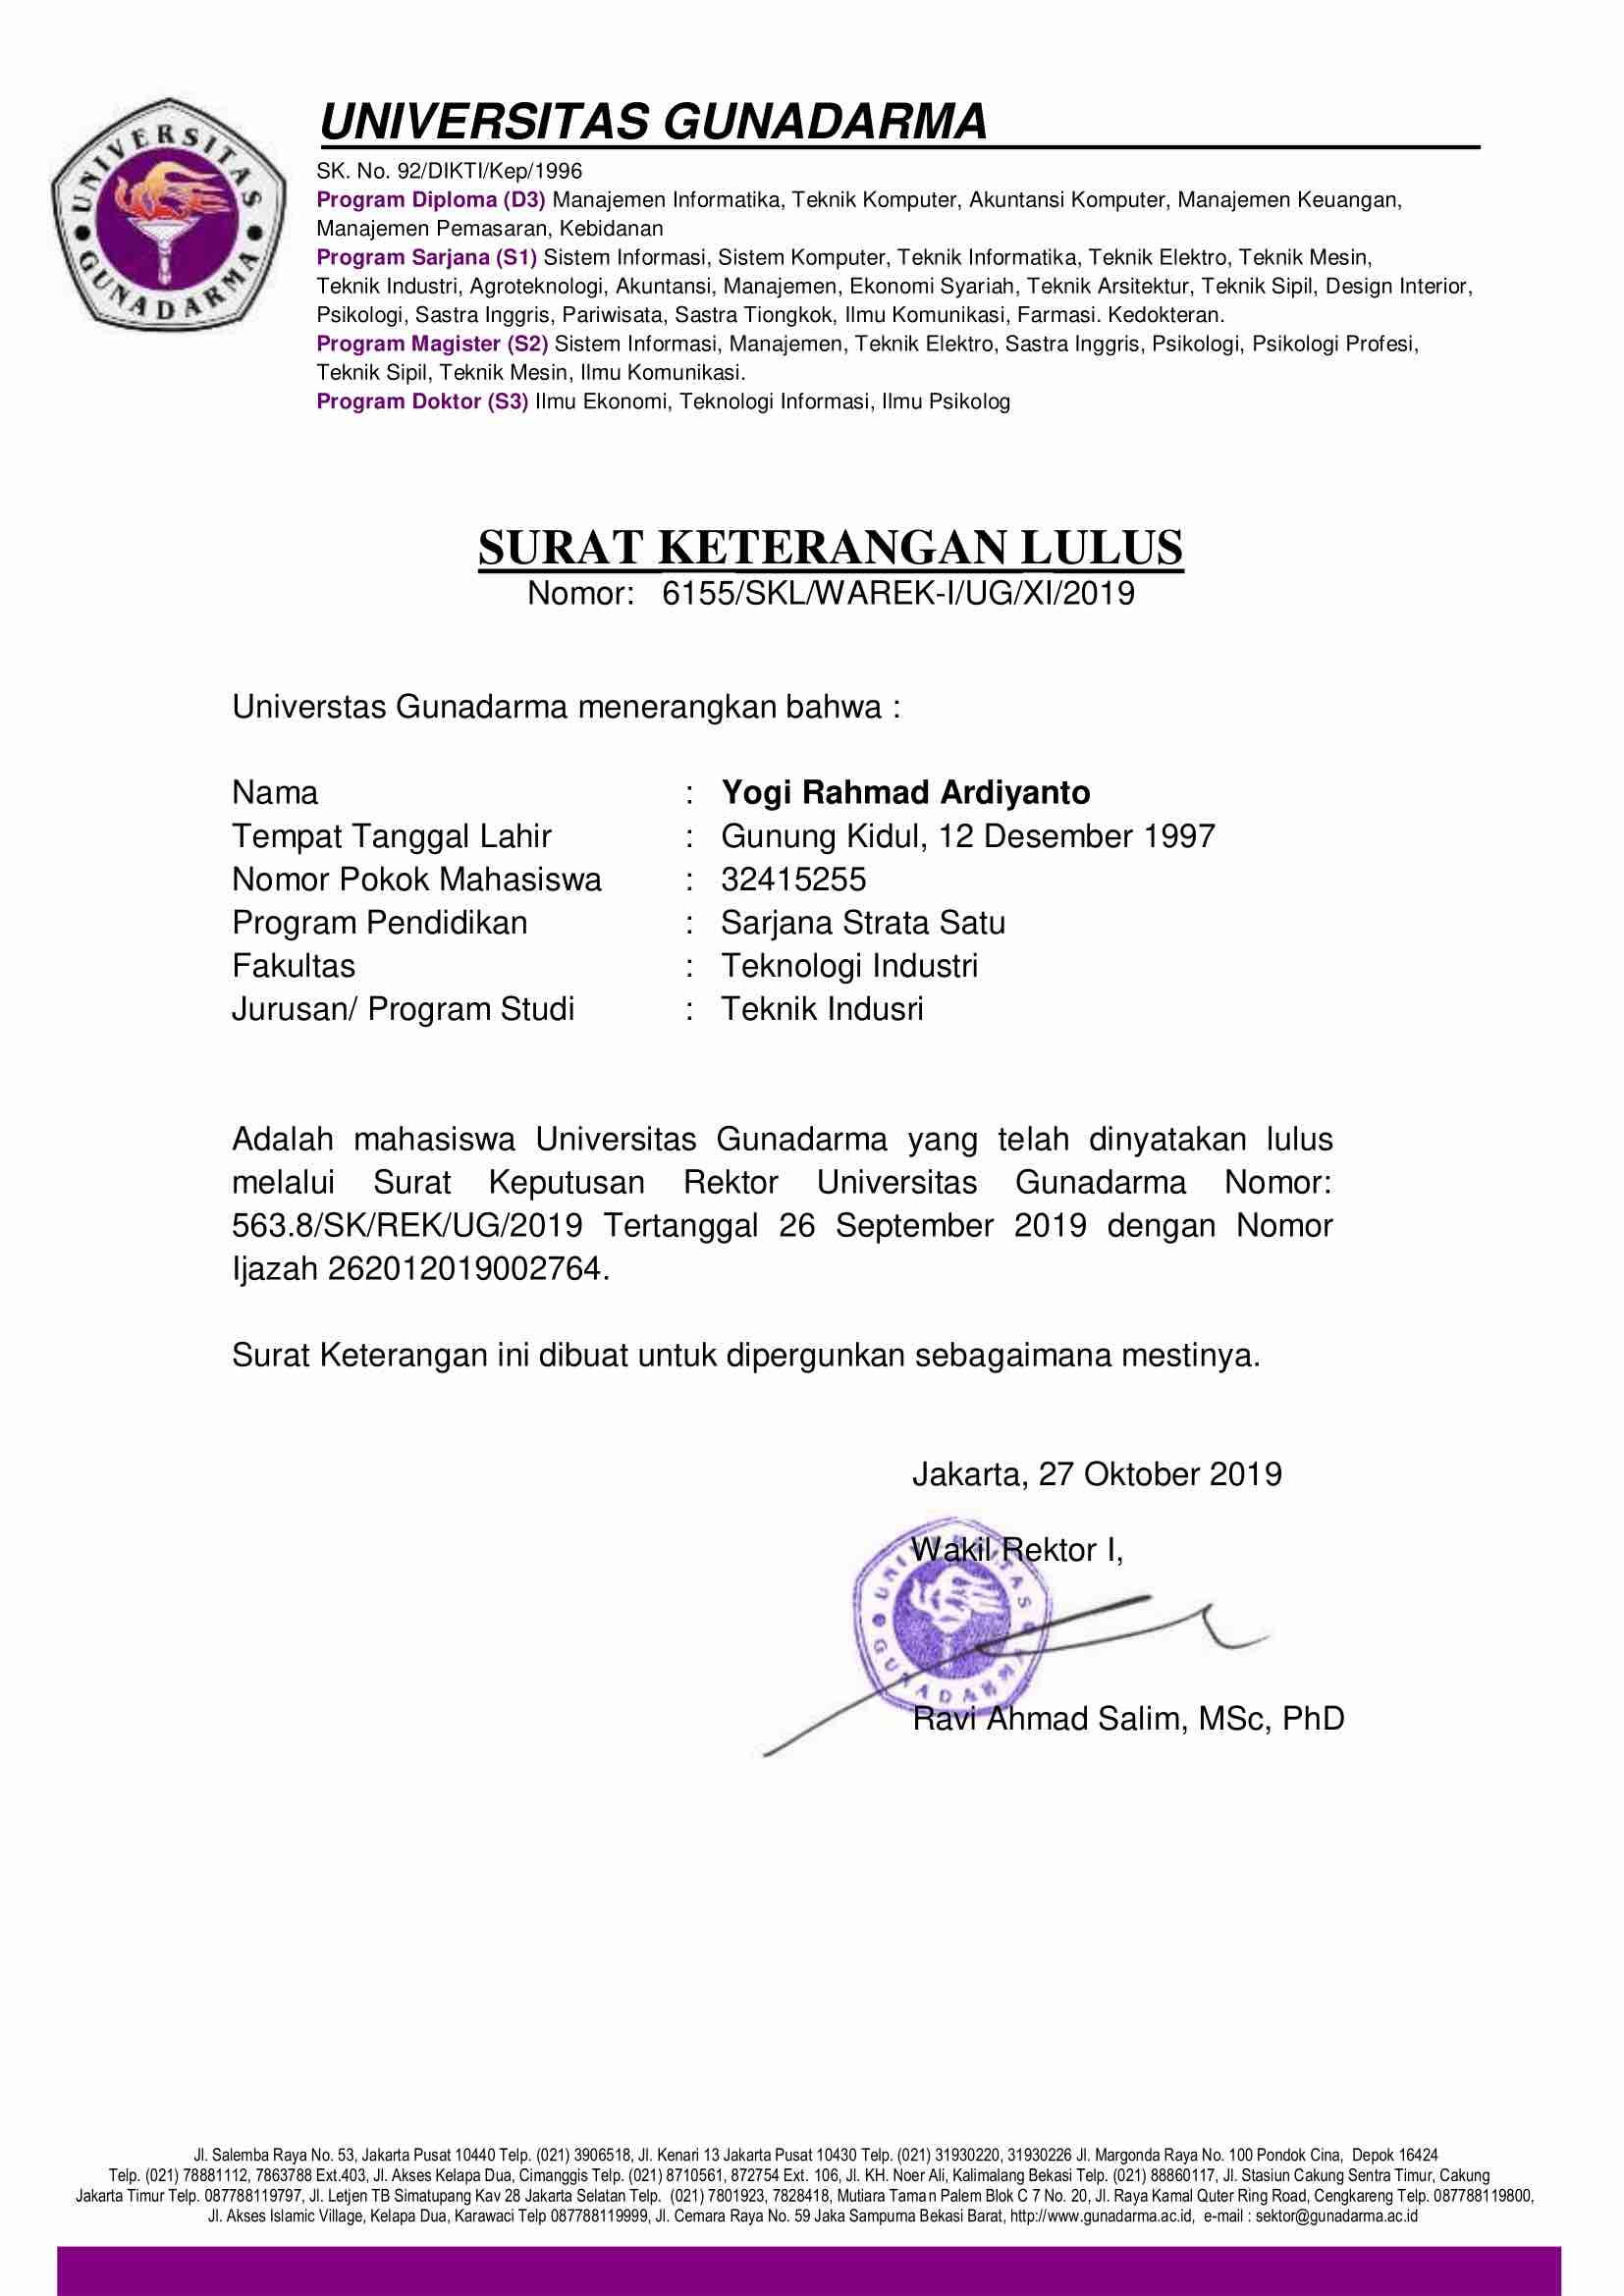 UNIVERSITAS GUNADARMA
UNIVERSITAS GUNADARMA
SK. No. 92/DIKTI/Kep/1996
Program Diploma (D3) Manajemen Informatika, Teknik Komputer, Akuntansi Komputer, Manajemen Keuangan,
Manajemen Pemasaran, Kebidanan
Program Sarjana (S1) Sistem Informasi, Sistem Komputer, Teknik Informatika, Teknik Elektro, Teknik Mesin,
Teknik Industri, Agroteknologi, Akuntansi, Manajemen, Ekonomi Syariah, Teknik Arsitektur, Teknik Sipil, Design Interior,
Psikologi, Sastra Inggris, Pariwisata, Sastra Tiongkok, Ilmu Komunikasi, Farmasi. Kedokteran.
Program Magister (S2) Sistem Informasi, Manajemen, Teknik Elektro, Sastra Inggris, Psikologi, Psikologi Profesi,
Teknik Sipil, Teknik Mesin, Ilmu Komunikasi.
Program Doktor (S3) Ilmu Ekonomi, Teknologi Informasi, Ilmu Psikolog
SURAT KETERANGAN LULUS
Nomor: 6155/SKL/WAREK-I/UG/XI/2019
Universtas Gunadarma menerangkan bahwa :
Nama : Yogi Rahmad Ardiyanto
Tempat Tanggal Lahir : Gunung Kidul, 12 Desember 1997
Nomor Pokok Mahasiswa : 32415255
Program Pendidikan : Sarjana Strata Satu
Fakultas : Teknologi Industri
Jurusan/ Program Studi : Teknik Indusri
Adalah mahasiswa Universitas Gunadarma yang telah dinyatakan lulus
melalui Surat Keputusan Rektor Universitas Gunadarma Nomor:
563.8/SK/REK/UG/2019 Tertanggal 26 September 2019 dengan Nomor
Ijazah 262012019002764.
Surat Keterangan ini dibuat untuk dipergunkan sebagaimana mestinya.
Jakarta, 27 Oktober 2019
Wakil Rektor I,
UNIVERSITAS GUNADARMA
Ravi Ahmad Salim, MSc, PhD
Jl. Salemba Raya No. 53, Jakarta Pusat 10440 Telp. (021) 3906518, Jl. Kenari 13 Jakarta Pusat 10430 Telp. (021) 31930220, 31930226 Jl. Margonda Raya No. 100 Pondok Cina, Depok 16424
Telp. (021) 78881112, 7863788 Ext.403, Jl. Akses Kelapa Dua, Cimanggis Telp. (021) 8710561, 872754 Ext. 106, Jl. KH. Noer Ali, Kalimalang Bekasi Telp. (021) 88860117, Jl. Stasiun Cakung Sentra Timur, Cakung
Jakarta Timur Telp. 087788119797, Jl. Letjen TB Simatupang Kav 28 Jakarta Selatan Telp. (021) 7801923, 7828418, Mutiara Taman Palem Blok C 7 No. 20, Jl. Raya Kamal Quter Ring Road, Cengkareng Telp. 087788119800,
Jl. Akses Islamic Village, Kelapa Dua, Karawaci Telp 087788119999, Jl. Cemara Raya No. 59 Jaka Sampurna Bekasi Barat, http://www.gunadarma.ac.id, e-mail : sektor@gunadarma.ac.id